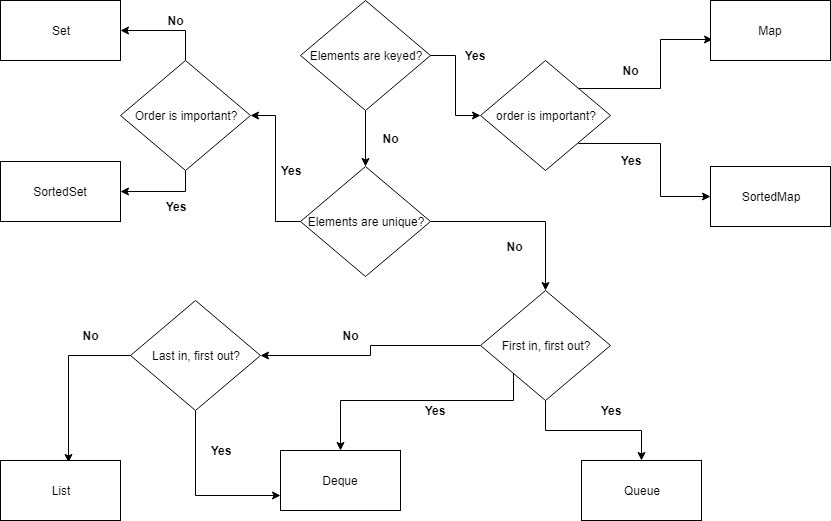 Set
No
Elements are keyed?
Yes
Map
No
Order is important?
order is important?
No
Yes
Yes
SortedSet
Yes
SortedMap
Elements are unique?
No
No
No
First in, first out?
Last in, first out?
Yes
Yes
Yes
List
Deque
Queue